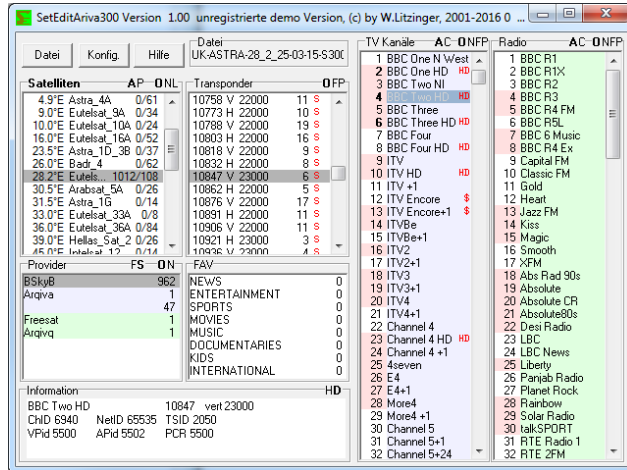 SetEditAriva300 Version 1.00 unregistrierte demo Version, (c) by W.Litzinger, 2001-2016 0 ...
Datei Konfig. Hilfe
Datei
UK-ASTRA-28_2_25-03-15-S300
Satelliten AP ONL
4.9°E Astra_4A 0/61
9.0°E Eutelsat_9A 0/34
10.0°E Eutelsat_10A 0/24
16.0°E Eutelsat_16A 0/52
23.5°E Astra_1D_3B 0/37
26.0°E Badr_4 0/62
28.2°E Eutels... 1012/108
30.5°E Arabsat_5A 0/26
31.5°E Astra_1G 0/14
33.0°E Eutelsat_33A 0/8
36.0°E Eutelsat_36A 0/84
39.0°E Hellas_Sat_2 0/26
45.0°E Intelsat_12 0/14
Transponder OFP
10758 V 22000 11 S
10773 H 22000 10 S
10788 V 22000 19 S
10803 H 22000 16 S
10818 V 22000 9 S
10832 H 22000 8 S
10847 V 23000 6 S
10862 H 22000 5 S
10876 V 22000 17 S
10891 H 22000 11 S
10906 V 22000 11 S
10921 H 22000 3 S
10936 V 22000 4 S
Provider FS ON
BSkyB 962
Arqiva 1
47
Freesat 1
Arqivq 1
FAV
NEWS 0
ENTERTAINMENT 0
SPORTS 0
MOVIES 0
MUSIC 0
DOCUMENTARIES 0
KIDS 0
INTERNATIONAL 0
Information HD
BBC Two HD 10847 vert 23000
ChID 6940 NetID 65535 TSID 2050
VPid 5500 APid 5502 PCR 5500
TV Kanäle AC ONFP
1 BBC One N West
2 BBC One HD HD
3 BBC Two NI
4 BBC Two HD HD
5 BBC Three
6 BBC Three HD HD
7 BBC Four
8 BBC Four HD HD
9 ITV
10 ITV HD HD
11 ITV +1
12 ITV Encore $
13 ITV Encore+1 $
14 ITVBe
15 ITVBe+1
16 ITV2
17 ITV2+1
18 ITV3
19 ITV3+1
20 ITV4
21 ITV4+1
22 Channel 4
23 Channel 4 HD HD
24 Channel 4 +1
25 4seven
26 E4
27 E4+1
28 More4
29 More4 +1
30 Channel 5
31 Channel 5+1
32 Channel 5+24
Radio AC ONFP
1 BBC R1
2 BBC R1X
3 BBC R2
4 BBC R3
5 BBC R4 FM
6 BBC R5L
7 BBC 6 Music
8 BBC R4 Ex
9 Capital FM
10 Classic FM
11 Gold
12 Heart
13 Jazz FM
14 Kiss
15 Magic
16 Smooth
17 XFM
18 Abs Rad 90s
19 Absolute
20 Absolute CR
21 Absolute80s
22 Desi Radio
23 LBC
24 LBC News
25 Liberty
26 Panjab Radio
27 Planet Rock
28 Rainbow
29 Solar Radio
30 talkSPORT
31 RTE Radio 1
32 RTE 2FM